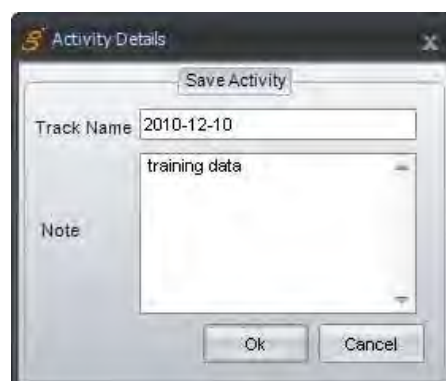 Activity Details
Save Activity
Track Name 2010-12-10
training data
Note
Ok Cancel